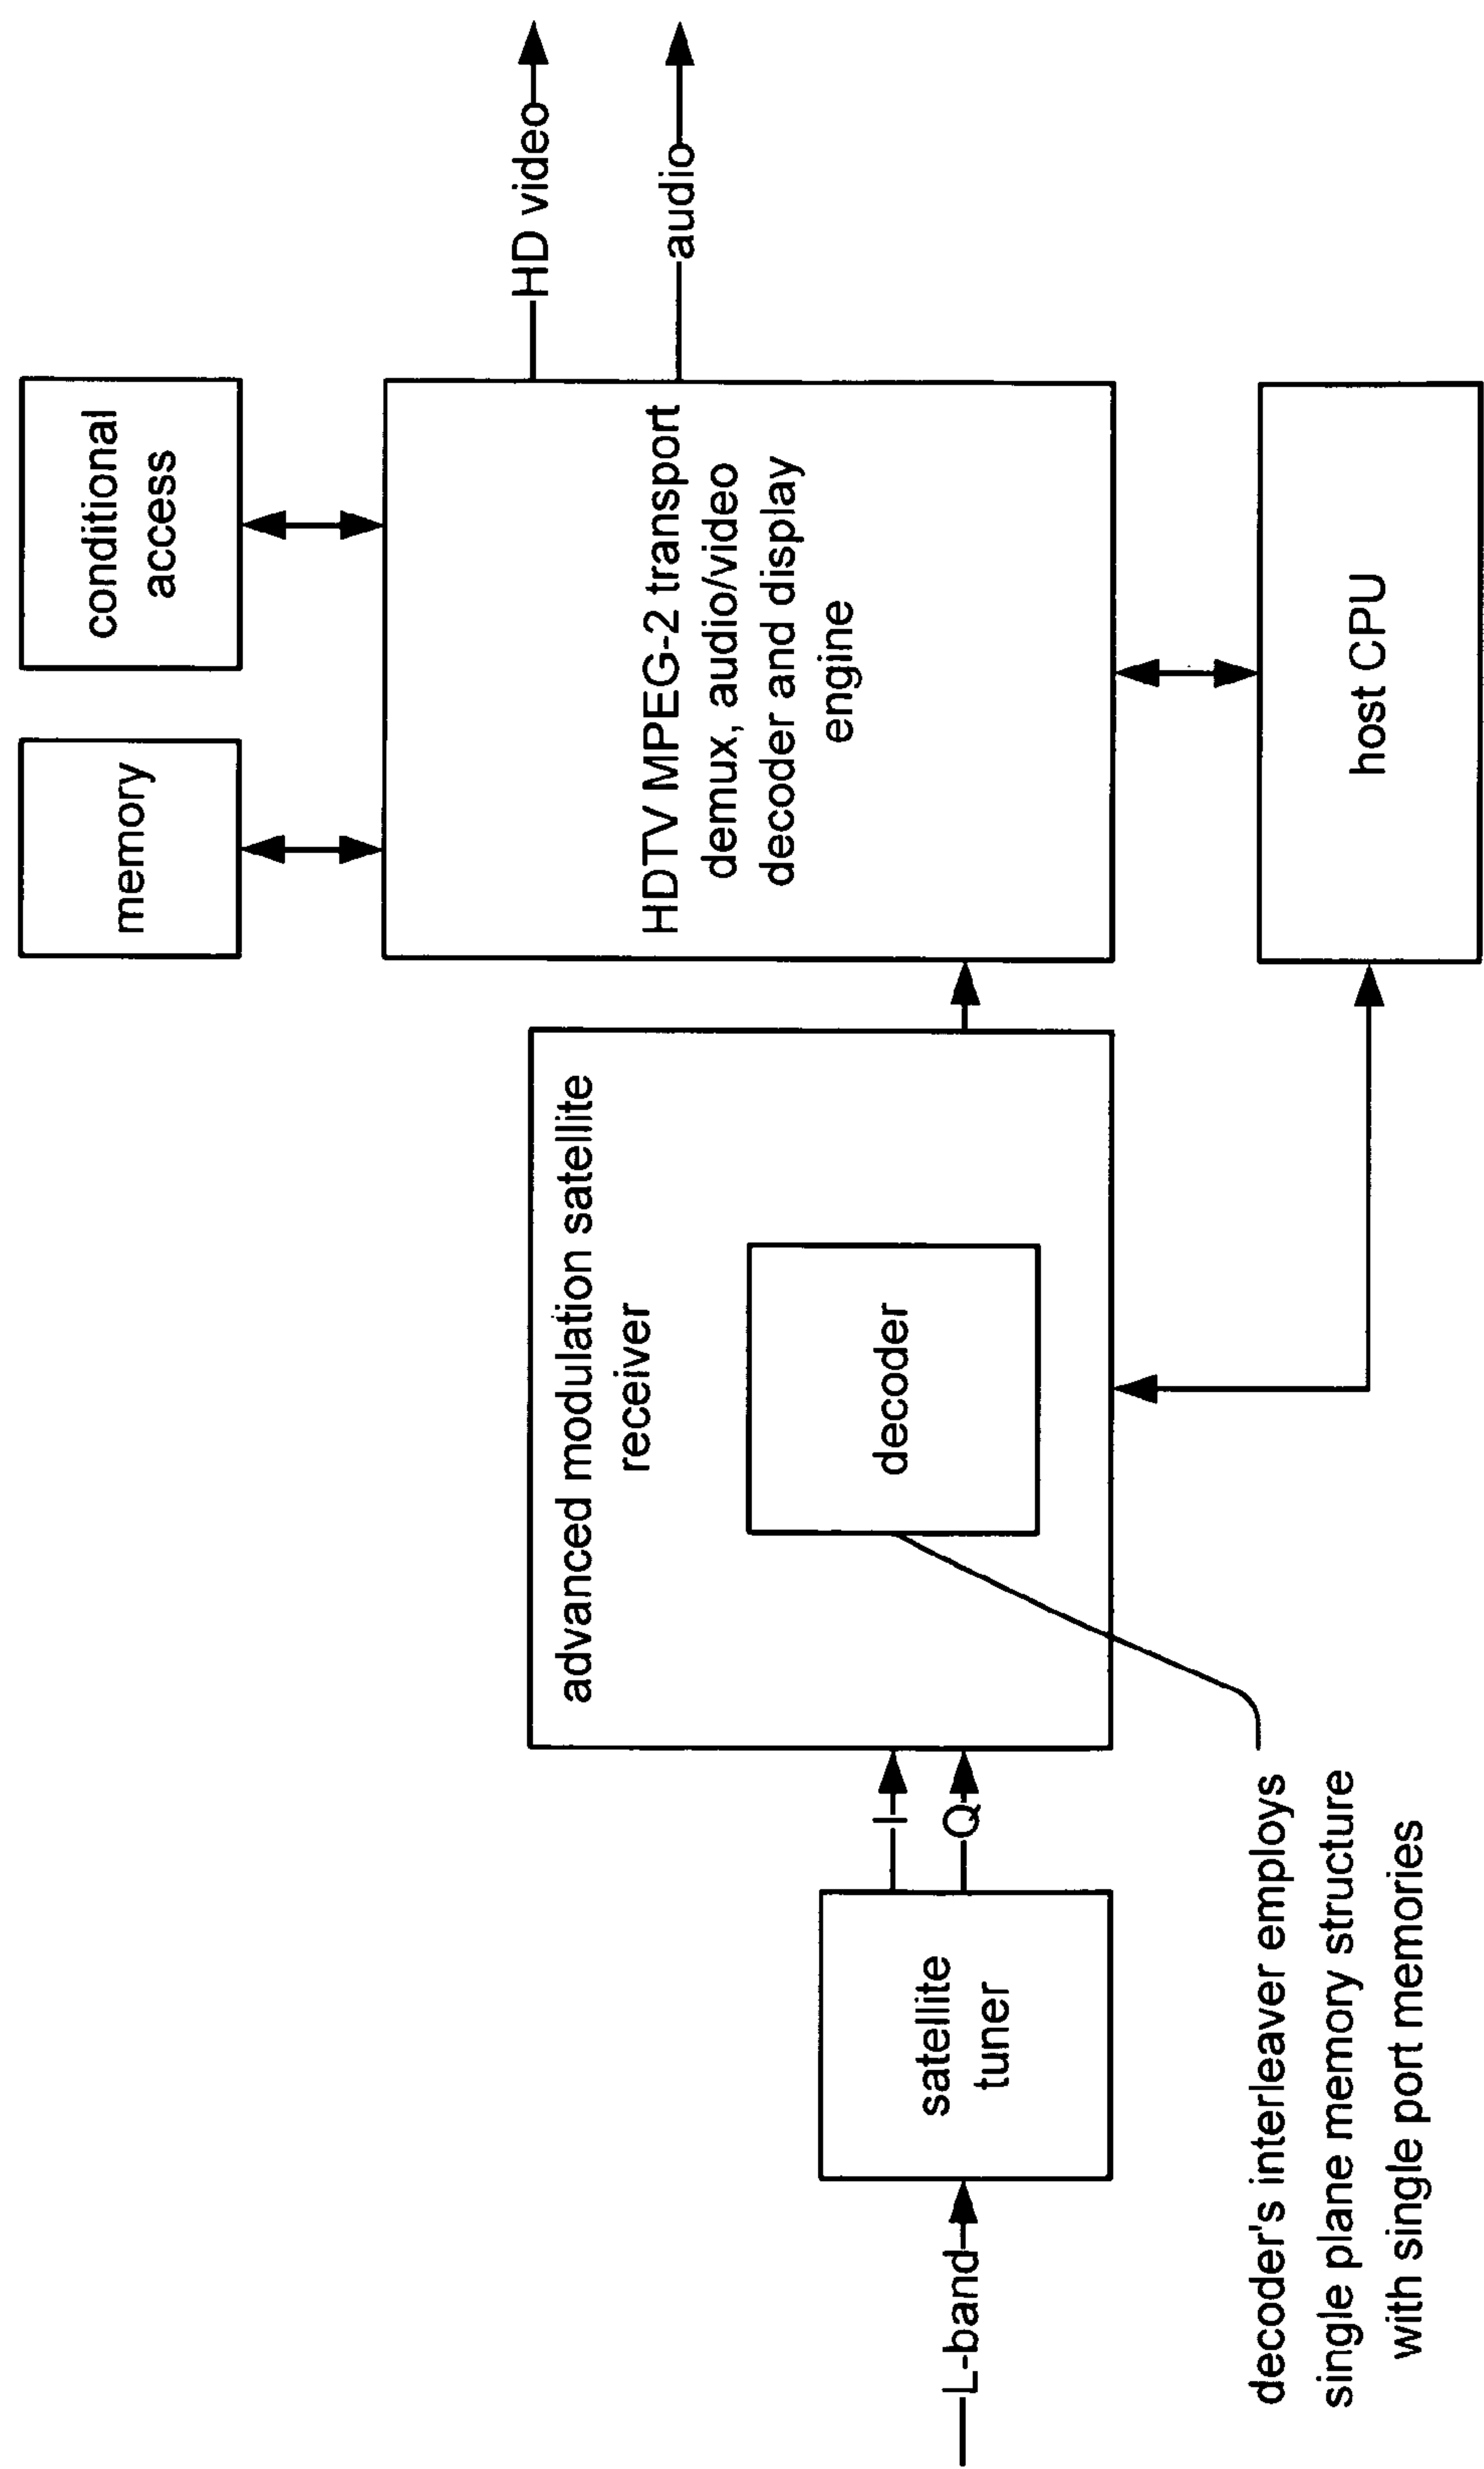 memory
conditional
access
HD video
audio
HDTV MPEG-2 transport
demux, audio/video
decoder and display
engine
advanced modulation satellite
receiver
decoder
I
Q
satellite
tuner
L-band
host CPU
decoder's interleaver employs
single plane memory structure
with single port memories